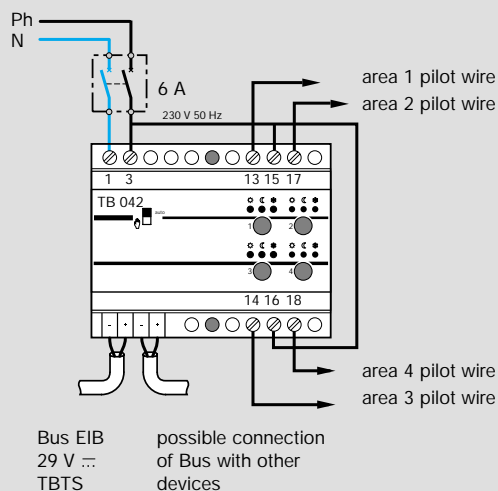 Ph
N
6 A
230 V 50 Hz
area 1 pilot wire
area 2 pilot wire
1 3 13 15 17
TB 042
auto
1 2
3 4
14 16 18
- + - +
area 4 pilot wire
area 3 pilot wire
Bus EIB
29 V ⎓
TBTS
possible connection
of Bus with other
devices